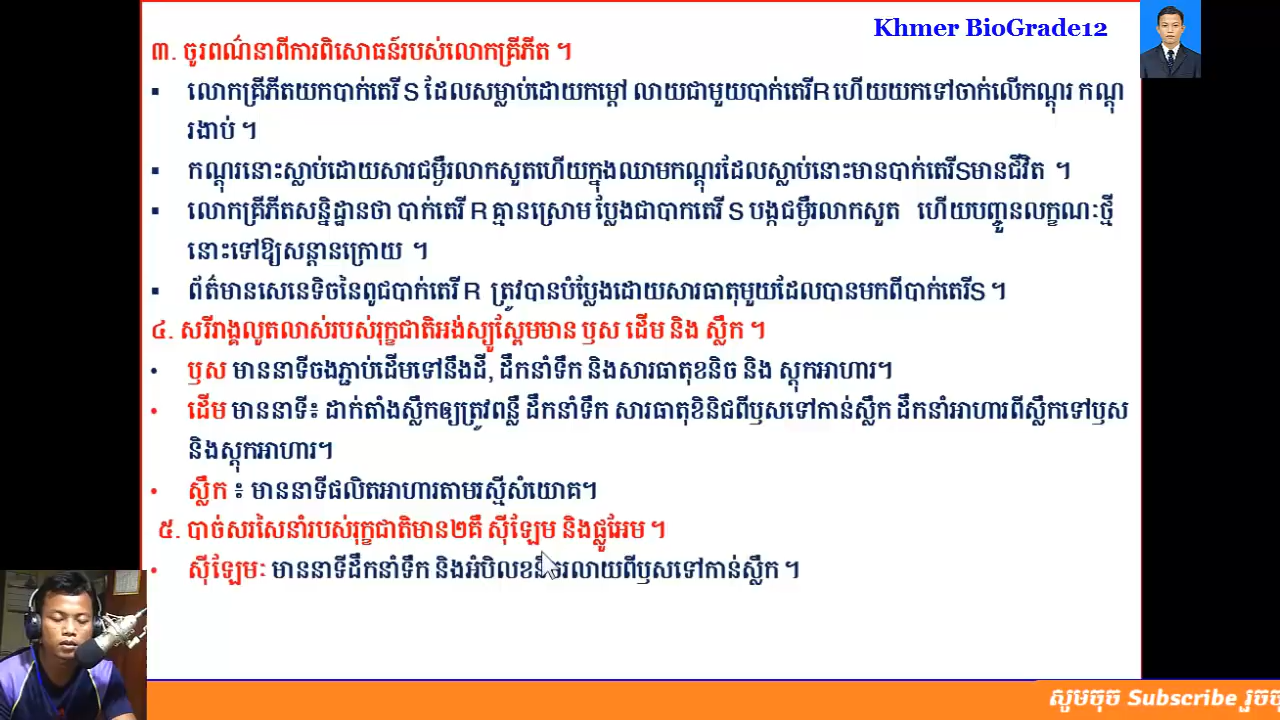 Khmer BioGrade12
៣. ចូរពណ៌នាពីការពិសោធន៍របស់លោកគ្រីភីត ។
▪ លោកគ្រីភីតយកបាក់តេរី S ដែលសម្លាប់ដោយកម្ដៅ លាយជាមួយបាក់តេរីR ហើយយកទៅចាក់លើកណ្ដុរ កណ្ដុ
រងាប់ ។
▪ កណ្ដុរនោះស្លាប់ដោយសារជម្ងឺរលាកសួតហើយក្នុងឈាមកណ្ដុរដែលស្លាប់នោះមានបាក់តេរីSមានជីវិត ។
▪ លោកគ្រីភីតសន្និដ្ឋានថា បាក់តេរី R គ្មានស្រោម ប្លែងជាបាកតេរី S បង្កជម្ងឺរលាកសួត ហើយបញ្ជួនលក្ខណៈថ្មី
នោះទៅឱ្យសន្តានក្រោយ ។
▪ ព័ត៌មានសេនេទិចនៃពូជបាក់តេរី R ត្រូវបានបំប្លែងដោយសារធាតុមួយដែលបានមកពីបាក់តេរីS ។
៤. សរីរាង្គលូតលាស់របស់រុក្ខជាតិអង់ស្យូស្ពែមមាន ឫស ដើម និង ស្លឹក ។
• ឫស មាននាទីចងភ្ជាប់ដើមទៅនឹងដី, ដឹកនាំទឹក និងសារធាតុខនិច និង ស្តុកអាហារ។
• ដើម មាននាទី៖ ដាក់តាំងស្លឹកឲ្យត្រូវពន្លឺ ដឹកនាំទឹក សារធាតុខិនិជពីឫសទៅកាន់ស្លឹក ដឹកនាំអាហារពីស្លឹកទៅឫស
និងស្តុកអាហារ។
• ស្លឹក ៖ មាននាទីផលិតអាហារតាមរស្មីសំយោគ។
៥. បាច់សរសៃនាំរបស់រុក្ខជាតិមាន២គឺ ស៊ីឡែម និងផ្លូអែម ។
• ស៊ីឡែមៈ មាននាទីដឹកនាំទឹក និងអំបិលខនិចរលាយពីឫសទៅកាន់ស្លឹក ។
សូមចុច Subscribe រួចចុ